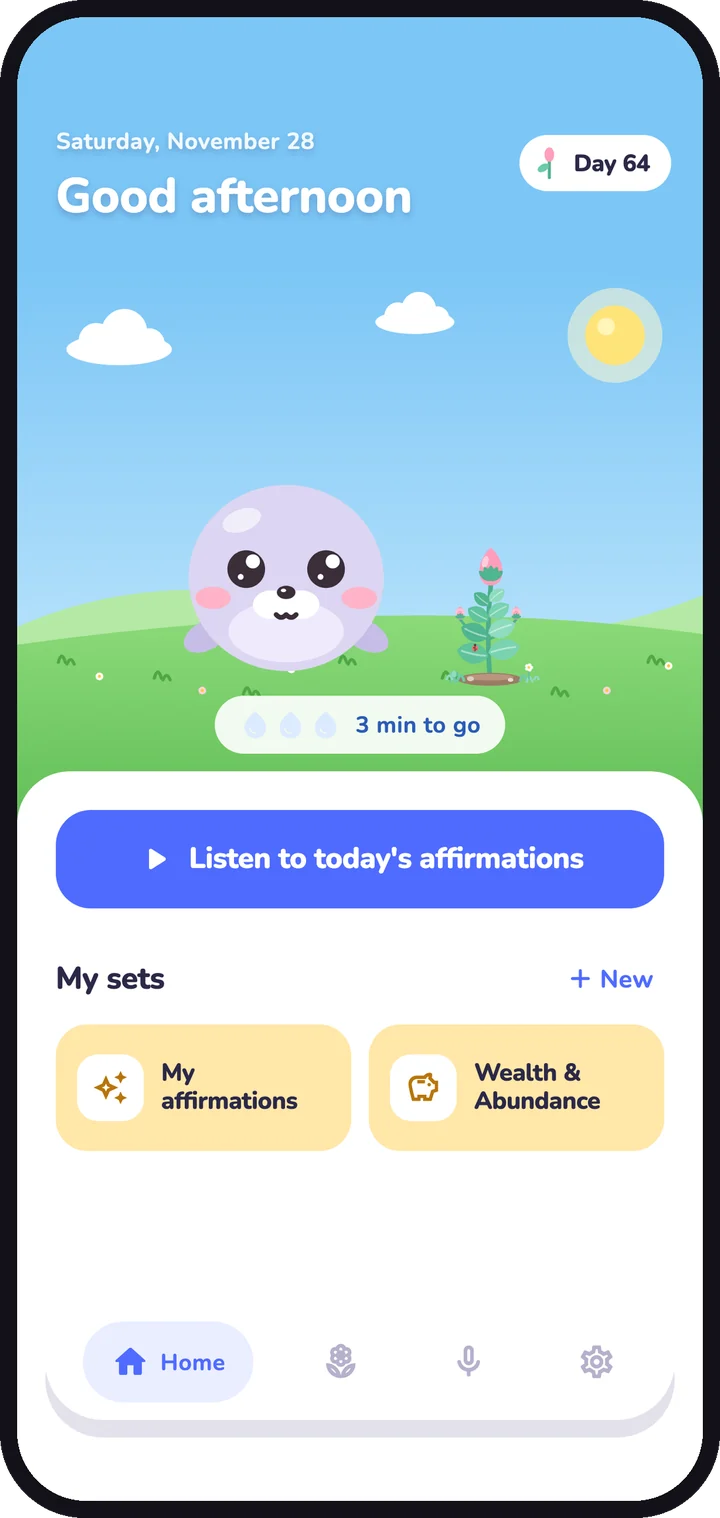 Saturday, November 28
Good afternoon
Day 64
3 min to go
Listen to today's affirmations
My sets
+ New
My
affirmations
Wealth &
Abundance
Home